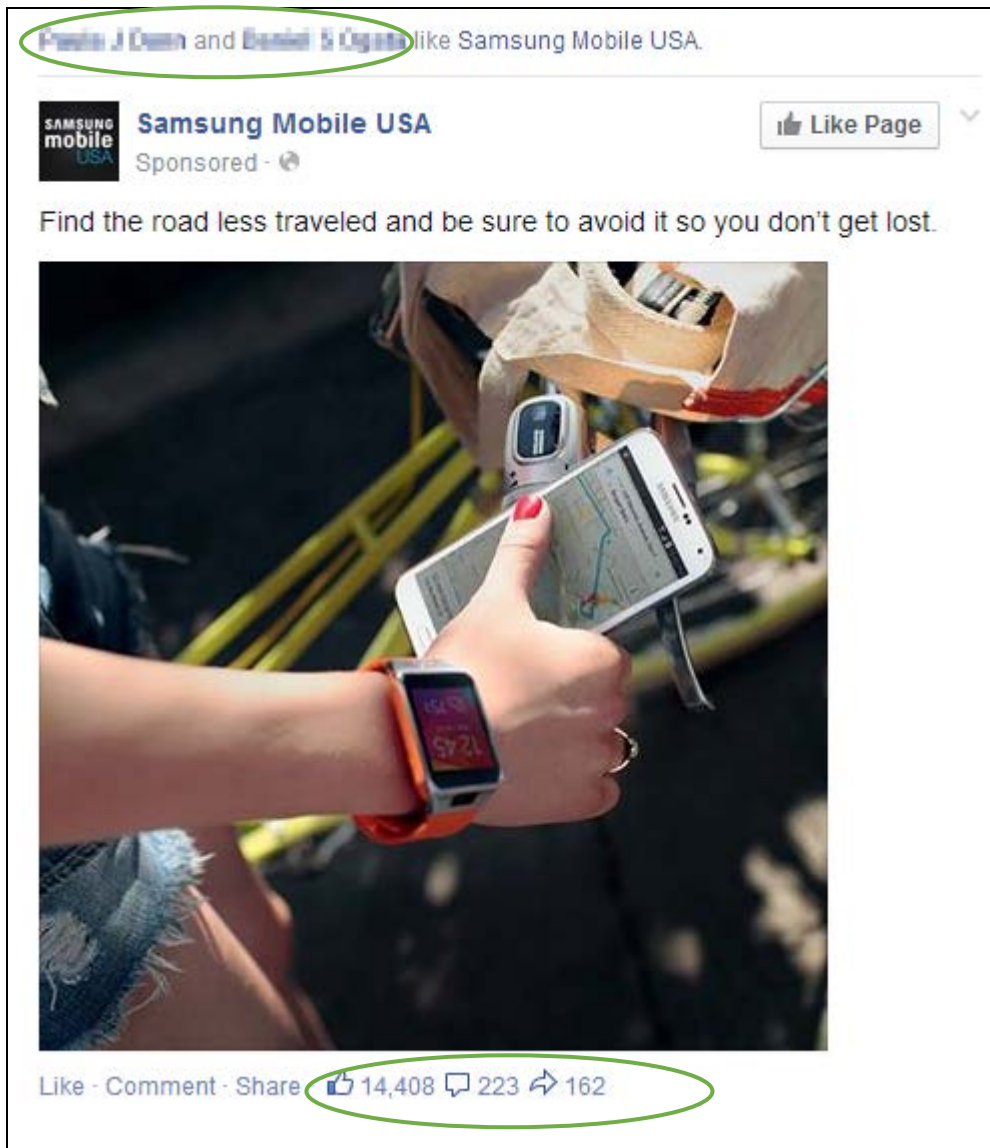 and like Samsung Mobile USA.
SAMSUNG
mobile
USA
Samsung Mobile USA
Like Page
Sponsored ·
Find the road less traveled and be sure to avoid it so you don’t get lost.
SAMSUNG
12:45
Like · Comment · Share 14,408 223 162